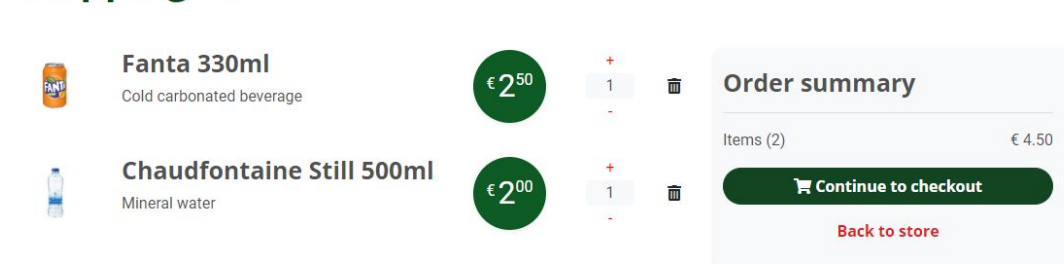 Fanta 330ml
Cold carbonated beverage
FANTA
€250
+
1
-
Chaudfontaine Still 500ml
Mineral water
€200
+
1
-
Order summary
Items (2) € 4.50
Continue to checkout
Back to store